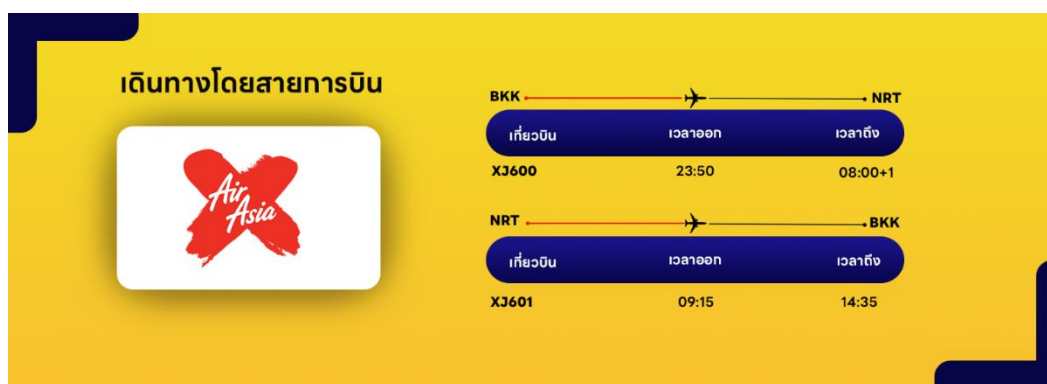 เดินทางโดยสายการบิน
Air
Asia
BKK NRT
เที่ยวบิน เวลาออก เวลาถึง
XJ600 23:50 08:00+1
NRT BKK
เที่ยวบิน เวลาออก เวลาถึง
XJ601 09:15 14:35